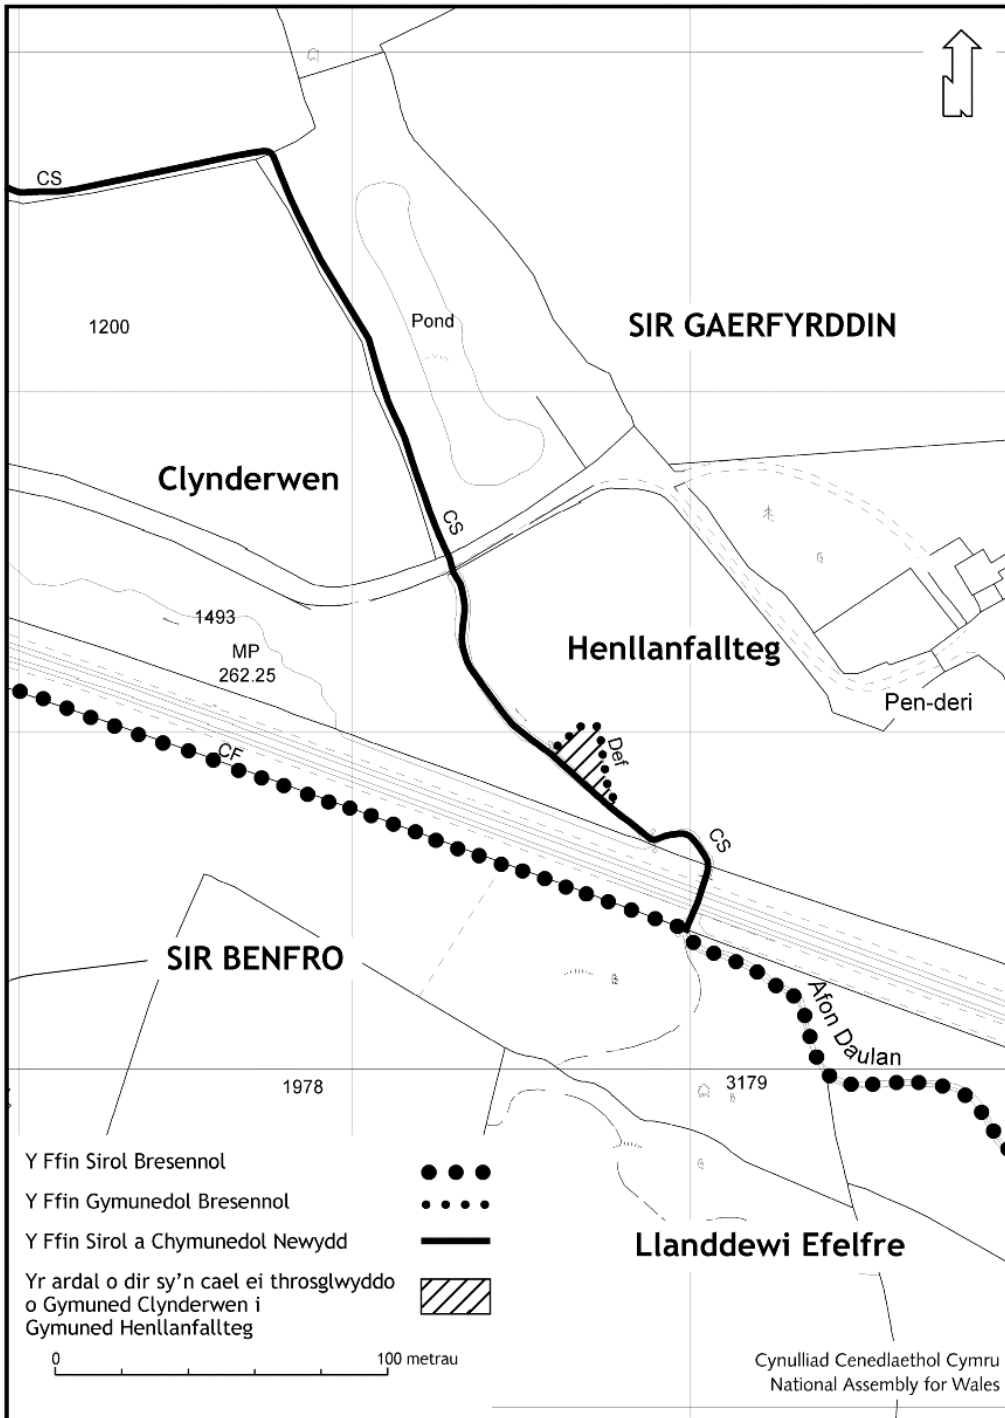 CS
1200
Pond
SIR GAERFYRDDIN
Clynderwen
CS
1493
MP
262.25
Henllanfallteg
Pen-deri
CF
Def
CS
SIR BENFRO
Afon Daulan
1978
3179
Y Ffin Sirol Bresennol
Y Ffin Gymunedol Bresennol
Y Ffin Sirol a Chymunedol Newydd
Yr ardal o dir sy'n cael ei throsglwyddo
o Gymuned Clynderwen i
Gymuned Henllanfallteg
Llanddewi Efelfre
0 100 metrau
Cynulliad Cenedlaethol Cymru
National Assembly for Wales